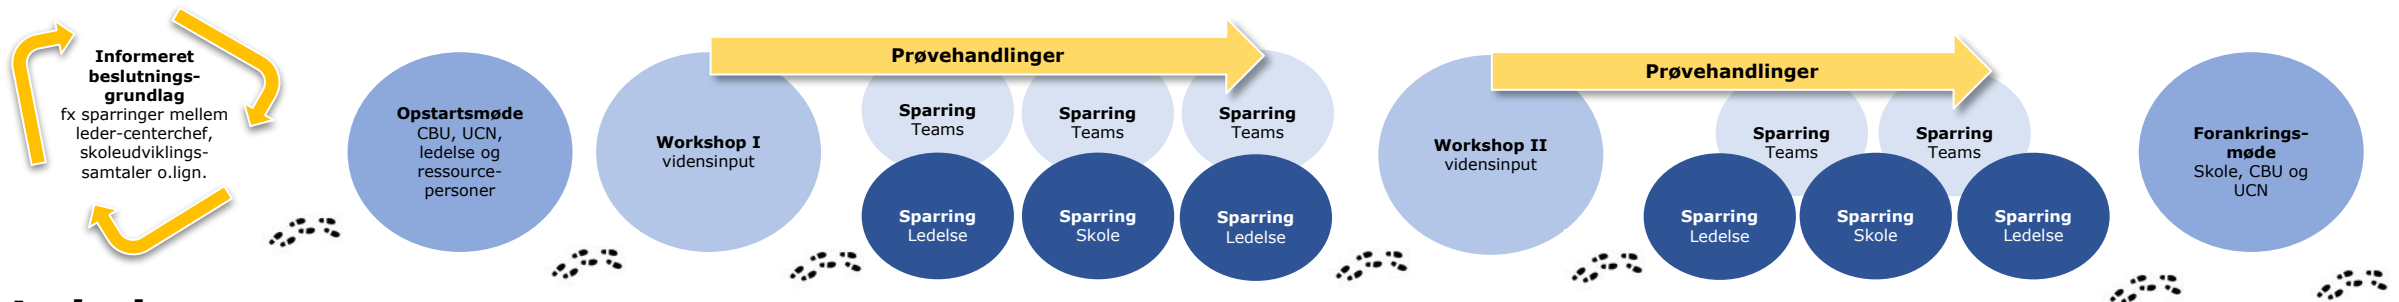 Informeret
beslutnings-
grundlag
fx sparringer mellem
leder-centerchef,
skoleudviklings-
samtaler o.lign.
Opstartsmøde
CBU, UCN,
ledelse og
ressource-
personer
Workshop I
vidensinput
Prøvehandlinger
Sparring
Teams
Sparring
Teams
Sparring
Teams
Sparring
Ledelse
Sparring
Skole
Sparring
Ledelse
Workshop II
vidensinput
Prøvehandlinger
Sparring
Teams
Sparring
Teams
Sparring
Ledelse
Sparring
Skole
Sparring
Ledelse
Forankrings-
møde
Skole, CBU og
UCN